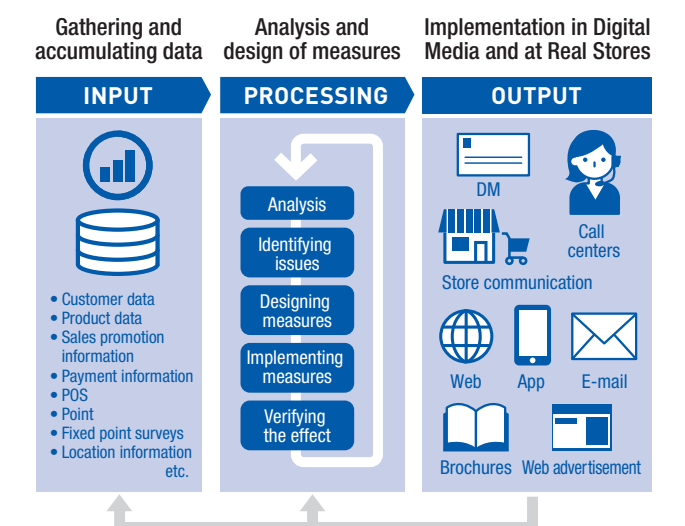 Gathering and
accumulating data
Analysis and
design of measures
Implementation in Digital
Media and at Real Stores
INPUT
PROCESSING
OUTPUT
• Customer data
• Product data
• Sales promotion
information
• Payment information
• POS
• Point
• Fixed point surveys
• Location information
etc.
Analysis
Identifying
issues
Designing
measures
Implementing
measures
Verifying
the effect
DM
Call
centers
Store communication
Web
App
E-mail
Brochures
Web advertisement